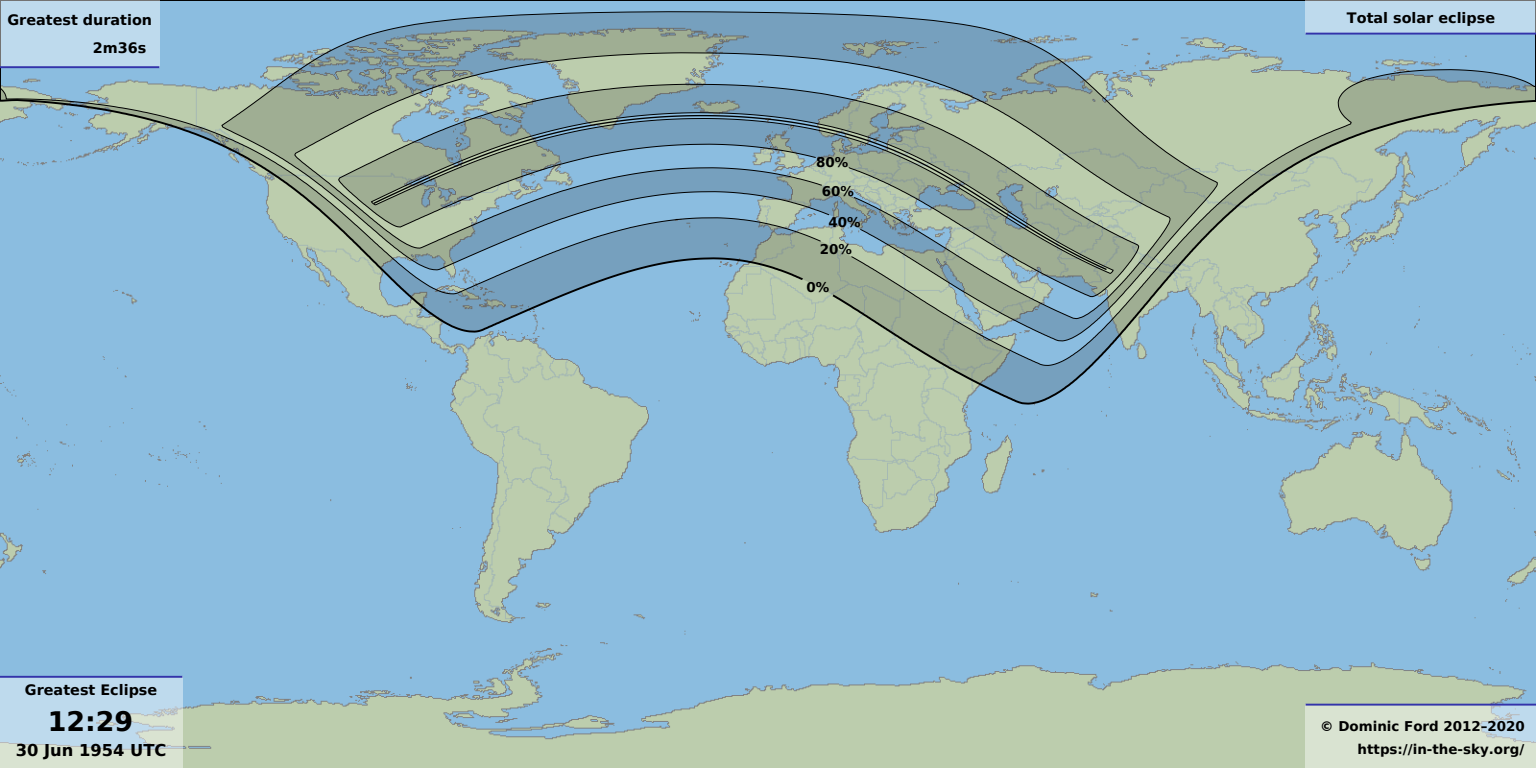 Greatest duration
2m36s
Total solar eclipse
80%
60%
40%
20%
0%
Greatest Eclipse
12:29
30 Jun 1954 UTC
© Dominic Ford 2012–2020
https://in-the-sky.org/